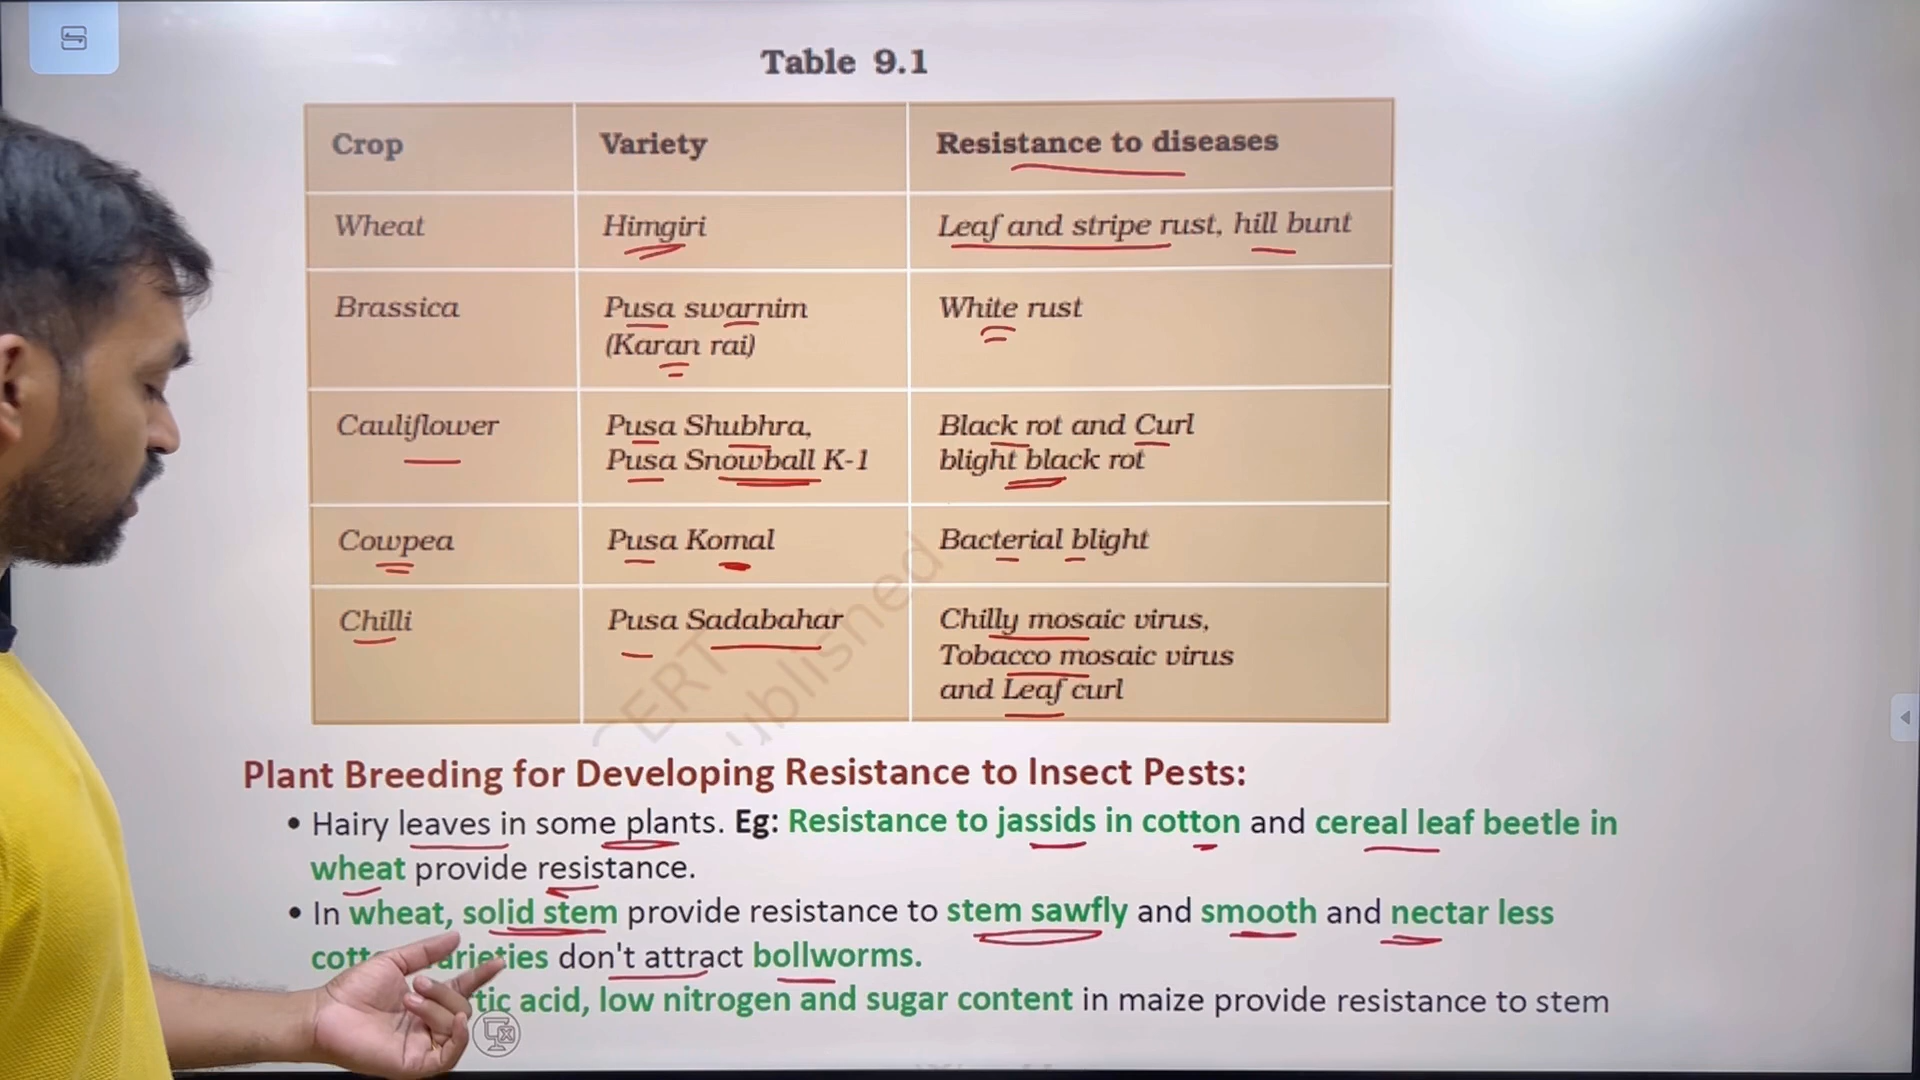 Table 9.1
Crop Variety Resistance to diseases
Wheat Himgiri Leaf and stripe rust, hill bunt
Brassica Pusa swarnim White rust
(Karan rai)
Cauliflower Pusa Shubhra, Black rot and Curl
Pusa Snowball K-1 blight black rot
Cowpea Pusa Komal Bacterial blight
Chilli Pusa Sadabahar Chilly mosaic virus,
Tobacco mosaic virus
and Leaf curl
Plant Breeding for Developing Resistance to Insect Pests:
• Hairy leaves in some plants. Eg: Resistance to jassids in cotton and cereal leaf beetle in
wheat provide resistance.
• In wheat, solid stem provide resistance to stem sawfly and smooth and nectar less
don't attract bollworms.
acid, low nitrogen and sugar content in maize provide resistance to stem